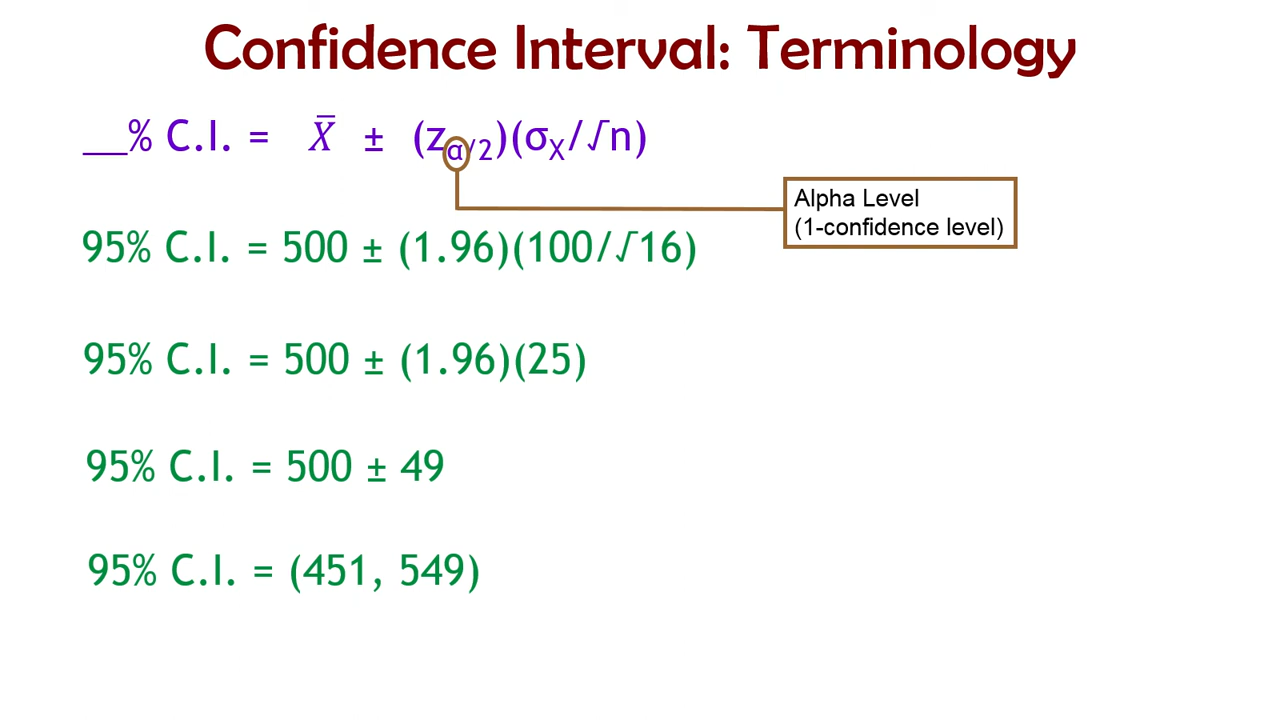 Confidence Interval: Terminology
__% C.I. = X̄ ± (zα/2)(σX/√n)
Alpha Level
(1-confidence level)
95% C.I. = 500 ± (1.96)(100/√16)
95% C.I. = 500 ± (1.96)(25)
95% C.I. = 500 ± 49
95% C.I. = (451, 549)